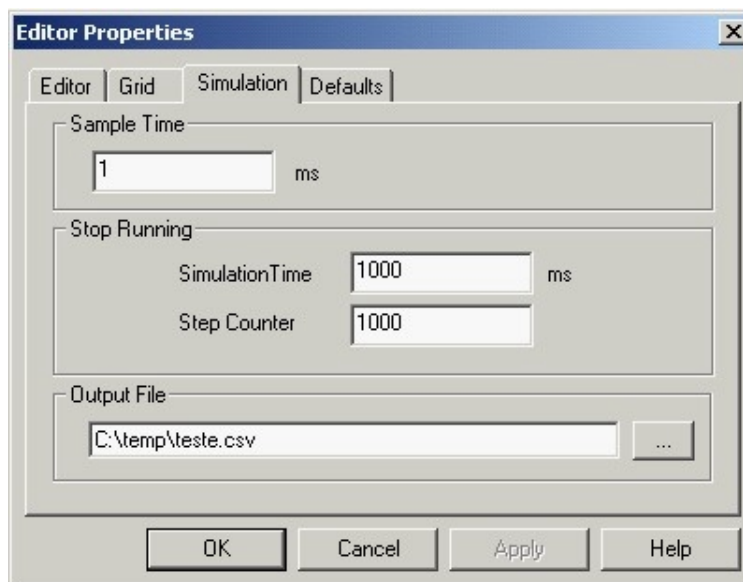 Editor Properties
Editor Grid Simulation Defaults
Sample Time
1 ms
Stop Running
SimulationTime 1000 ms
Step Counter 1000
Output File
C:\temp\teste.csv ...
OK Cancel Apply Help